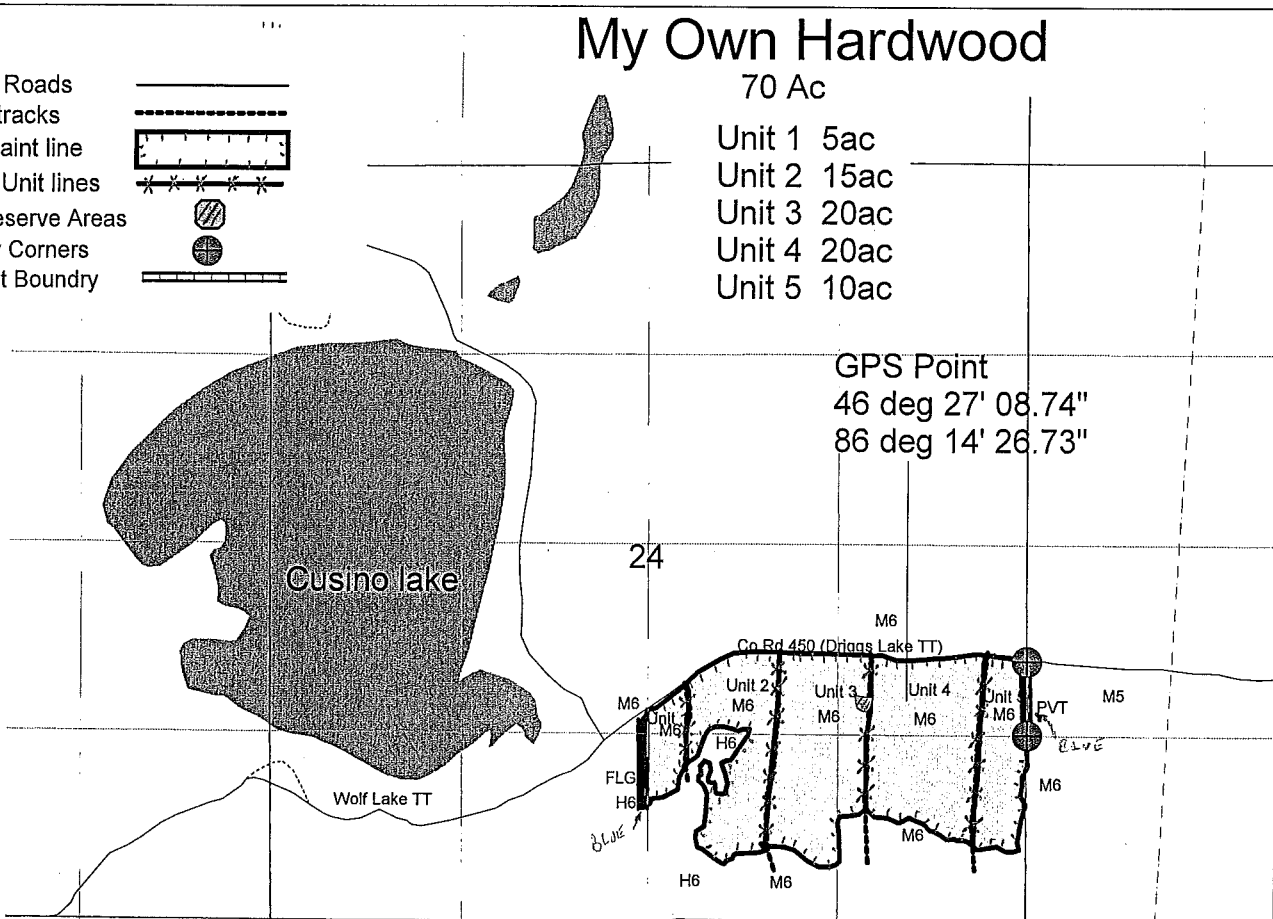 My Own Hardwood
70 Ac
Roads
tracks
aint line
Unit lines
eserve Areas
Corners
t Boundry
Unit 1 5ac
Unit 2 15ac
Unit 3 20ac
Unit 4 20ac
Unit 5 10ac
GPS Point
46 deg 27' 08.74"
86 deg 14' 26.73"
24
Cusino lake
M6
Co Rd 450 (Driggs Lake TT)
Unit 2
Unit 3
Unit 4
Unit
M5
M6
M6
M6
M6
M6
PVT
Unit
M6
BLUE
H6
FLG
M6
Wolf Lake TT
H6
BLUE
M6
H6
M6